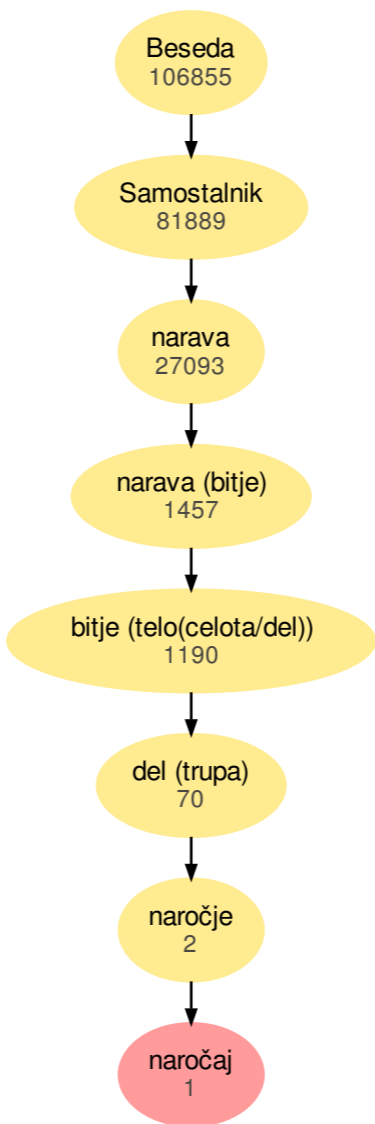 Beseda
106855
Samostalnik
81889
narava
27093
narava (bitje)
1457
bitje (telo(celota/del))
1190
del (trupa)
70
naročje
2
naročaj
1